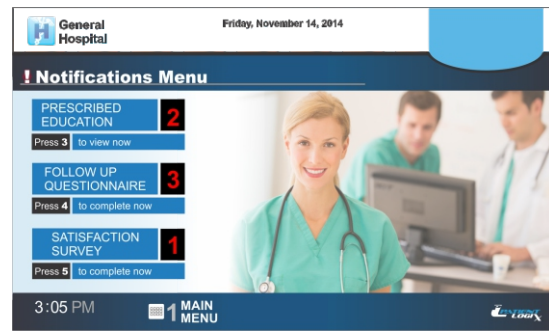 H
General
Hospital
Friday, November 14, 2014
! Notifications Menu
PRESCRIBED
EDUCATION
2
Press 3 to view now
FOLLOW UP
QUESTIONNAIRE
3
Press 4 to complete now
SATISFACTION
SURVEY
1
Press 5 to complete now
3:05 PM
1 MAIN
MENU
PATIENT
LOGIX